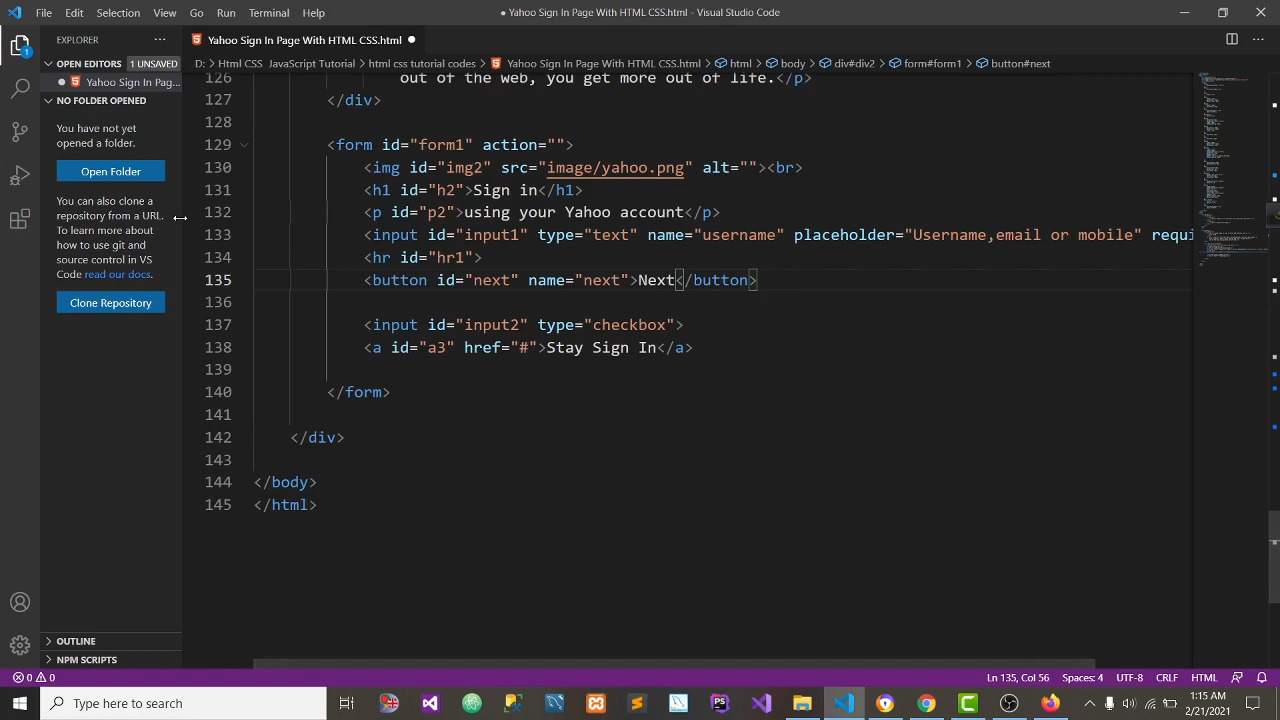 File Edit Selection View Go Run Terminal Help
● Yahoo Sign In Page With HTML CSS.html - Visual Studio Code
EXPLORER
Yahoo Sign In Page With HTML CSS.html ●
OPEN EDITORS 1 UNSAVED
D: > Html CSS JavaScript Tutorial > html css tutorial codes > Yahoo Sign In Page With HTML CSS.html > html > body > div#div2 > form#form1 > button#next
● Yahoo Sign In Pag...
NO FOLDER OPENED
You have not yet
opened a folder.
Open Folder
You can also clone a
repository from a URL.
To learn more about
how to use git and
source control in VS
Code read our docs.
Clone Repository
OUTLINE
NPM SCRIPTS
126 out of the web, you get more out of life.</p>
127 </div>
128
129 <form id="form1" action="">
130 <img id="img2" src="image/yahoo.png" alt=""><br>
131 <h1 id="h2">Sign in</h1>
132 <p id="p2">using your Yahoo account</p>
133 <input id="input1" type="text" name="username" placeholder="Username,email or mobile" requi
134 <hr id="hr1">
135 <button id="next" name="next">Next</button>
136
137 <input id="input2" type="checkbox">
138 <a id="a3" href="#">Stay Sign In</a>
139
140 </form>
141
142 </div>
143
144 </body>
145 </html>
0 0
Ln 135, Col 56 Spaces: 4 UTF-8 CRLF HTML
Type here to search
1:15 AM
2/21/2021